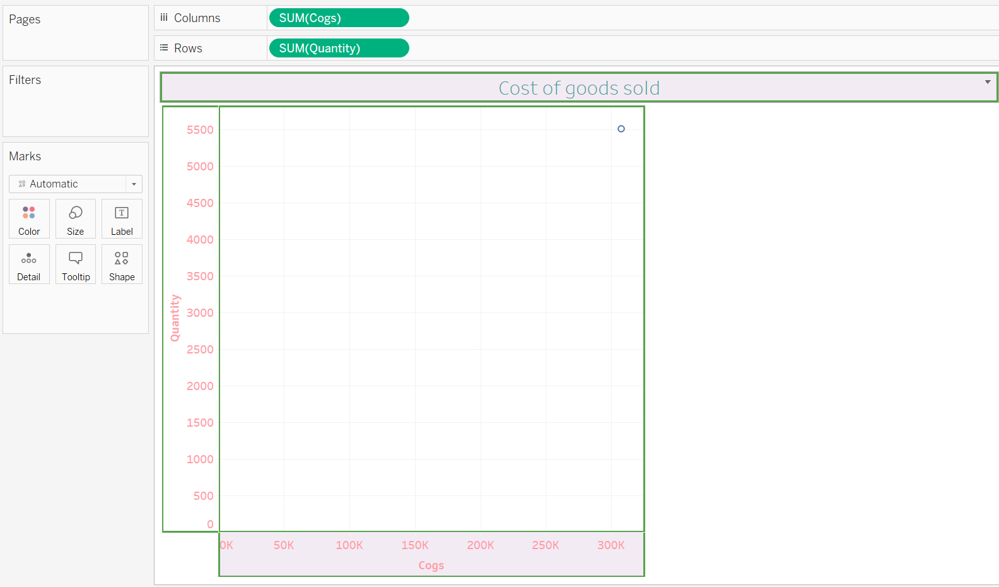 Pages
Columns
SUM(Cogs)
Rows
SUM(Quantity)
Filters
Marks
Automatic
Color
Size
Label
Detail
Tooltip
Shape
Cost of goods sold
Quantity
5500
5000
4500
4000
3500
3000
2500
2000
1500
1000
500
0
0K 50K 100K 150K 200K 250K 300K
Cogs